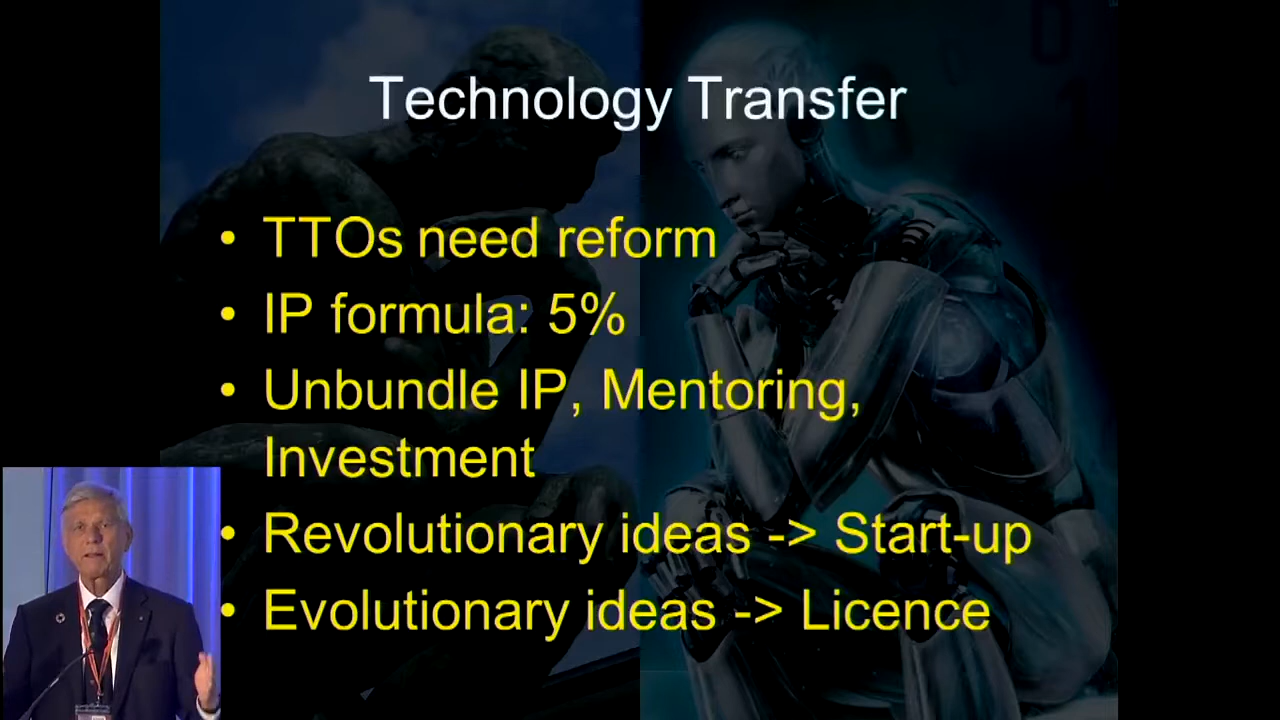 Technology Transfer
• TTOs need reform
• IP formula: 5%
• Unbundle IP, Mentoring,
Investment
• Revolutionary ideas -> Start-up
• Evolutionary ideas -> Licence